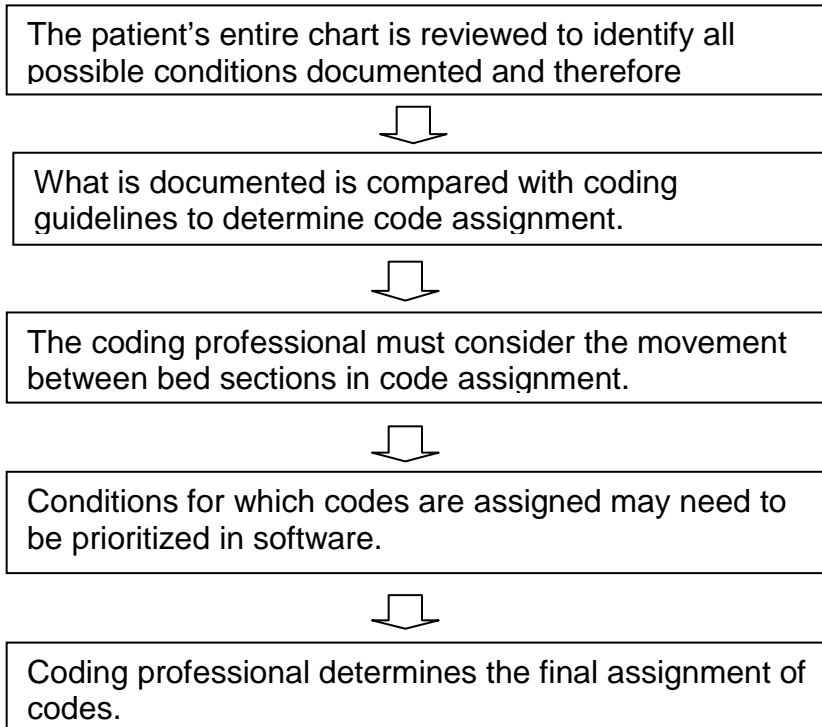 The patient’s entire chart is reviewed to identify all
possible conditions documented and therefore
What is documented is compared with coding
guidelines to determine code assignment.
The coding professional must consider the movement
between bed sections in code assignment.
Conditions for which codes are assigned may need to
be prioritized in software.
Coding professional determines the final assignment of
codes.